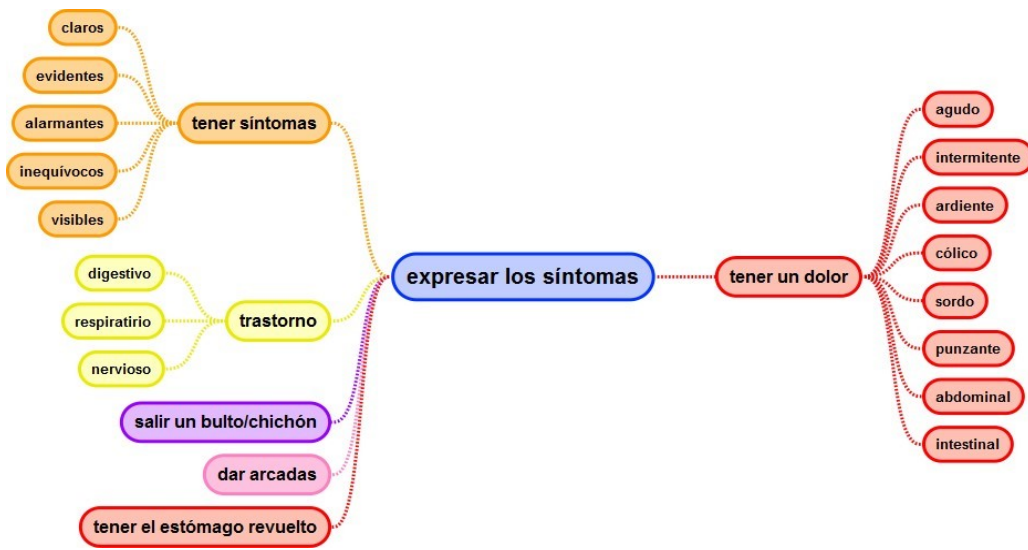 expresar los síntomas
tener síntomas
claros
evidentes
alarmantes
inequívocos
visibles
trastorno
digestivo
respiratirio
nervioso
salir un bulto/chichón
dar arcadas
tener el estómago revuelto
tener un dolor
agudo
intermitente
ardiente
cólico
sordo
punzante
abdominal
intestinal